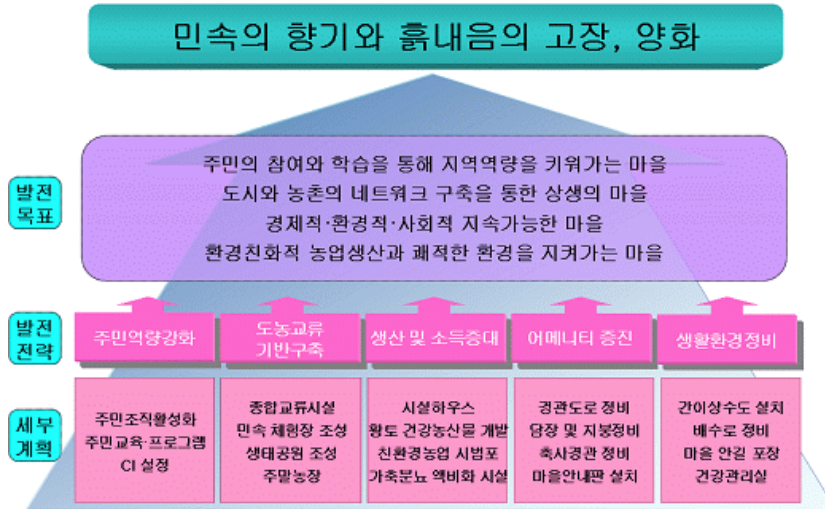 민속의 향기와 흙내음의 고장, 양화
발전
목표
주민의 참여와 학습을 통해 지역역량을 키워가는 마을
도시와 농촌의 네트워크 구축을 통한 상생의 마을
경제적·환경적·사회적 지속가능한 마을
환경친화적 농업생산과 쾌적한 환경을 지켜가는 마을
발전
전략
주민역량강화
도농교류
기반구축
생산 및 소득증대
어메니티 증진
생활환경정비
세부
계획
주민조직활성화
주민교육·프로그램
CI 설정
종합교류시설
민속 체험장 조성
생태공원 조성
주말농장
시설하우스
황토 건강농산물 개발
친환경농업 시범포
가축분뇨 액비화 시설
경관도로 정비
담장 및 지붕정비
축사경관 정비
마을안내판 설치
간이상수도 설치
배수로 정비
마을 안길 포장
건강관리실